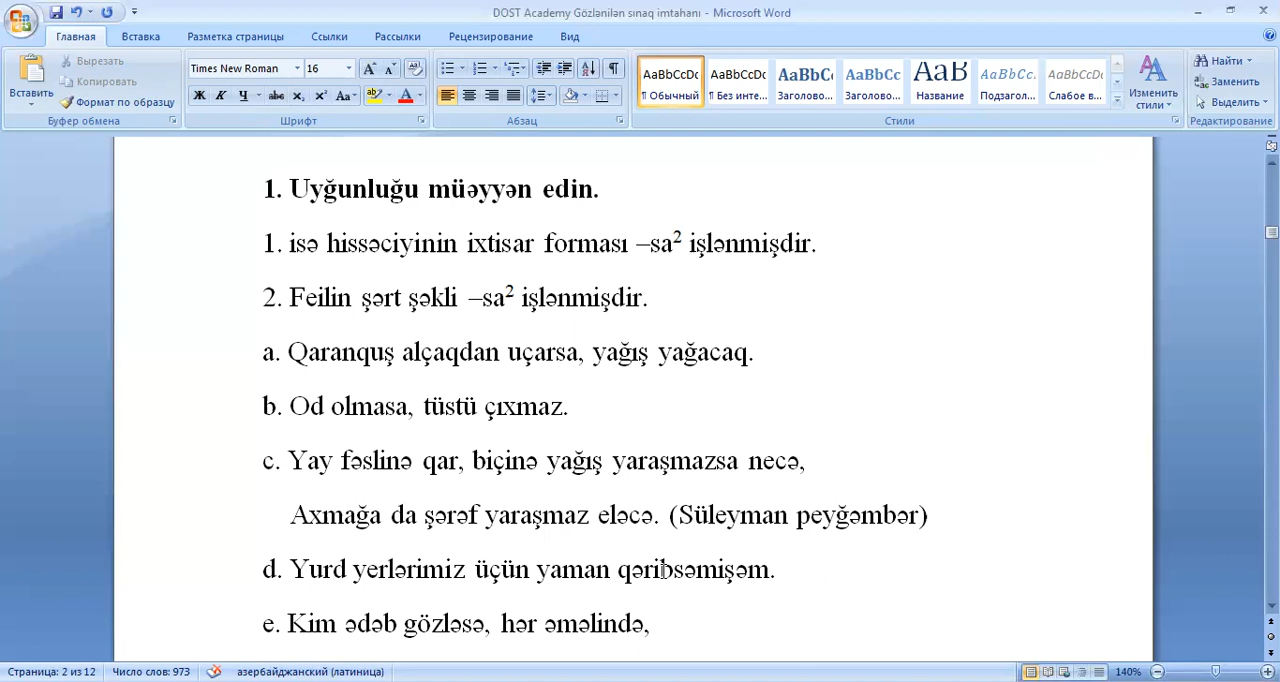 DOST Academy Gözlənilən sınaq imtahanı - Microsoft Word
Главная Вставка Разметка страницы Ссылки Рассылки Рецензирование Вид
Вставить
Вырезать
Копировать
Формат по образцу
Буфер обмена
Times New Roman 16
Ж К Ч abc x₂ x² Aa
Шрифт
Абзац
AaBbCcDc AaBbCcDc AaBbC AaBbCc AaB AaBbCc. AaBbCcDc
¶ Обычный ¶ Без инте... Заголово... Заголово... Название Подзагол... Слабое в...
Изменить стили
Стили
Найти
Заменить
Выделить
Редактирование
1. Uyğunluğu müəyyən edin.
1. isə hissəciyinin ixtisar forması –sa² işlənmişdir.
2. Feilin şərt şəkli –sa² işlənmişdir.
a. Qaranquş alçaqdan uçarsa, yağış yağacaq.
b. Od olmasa, tüstü çıxmaz.
c. Yay fəslinə qar, biçinə yağış yaraşmazsa necə,
Axmağa da şərəf yaraşmaz eləcə. (Süleyman peyğəmbər)
d. Yurd yerlərimiz üçün yaman qəribsəmişəm.
e. Kim ədəb gözləsə, hər əməlində,
Страница: 2 из 12 Число слов: 973 азербайджанский (латиница) 140%